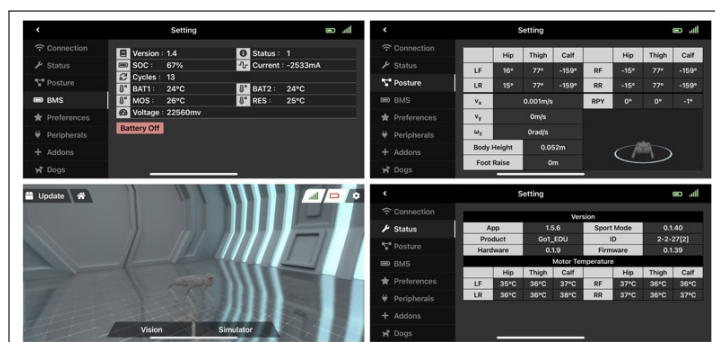 Setting
Connection
Status
Posture
BMS
Preferences
Peripherals
Addons
Dogs
Version : 1.4 Status : 1
SOC : 67% Current : -2533mA
Cycles : 13
BAT1 : 24°C BAT2 : 24°C
MOS : 26°C RES : 25°C
Voltage : 22560mv
Battery Off
Setting
Connection
Status
Posture
BMS
Preferences
Peripherals
Addons
Dogs
Hip Thigh Calf Hip Thigh Calf
LF 16° 77° -159° RF -15° 77° -159°
LR 15° 77° -159° RR -15° 77° -159°
Vx 0.001m/s RPY 0° 0° -1°
Vy 0m/s
ωz 0rad/s
Body Height 0.052m
Foot Raise 0m
Update
Vision Simulator
Setting
Connection
Status
Posture
BMS
Preferences
Peripherals
Addons
Dogs
Version
App 1.5.6 Sport Mode 0.1.40
Product Go1_EDU ID 2-2-27[2]
Hardware 0.1.9 Firmware 0.1.39
Motor Temperature
Hip Thigh Calf Hip Thigh Calf
LF 35°C 36°C 37°C RF 37°C 36°C 36°C
LR 36°C 36°C 38°C RR 37°C 36°C 37°C